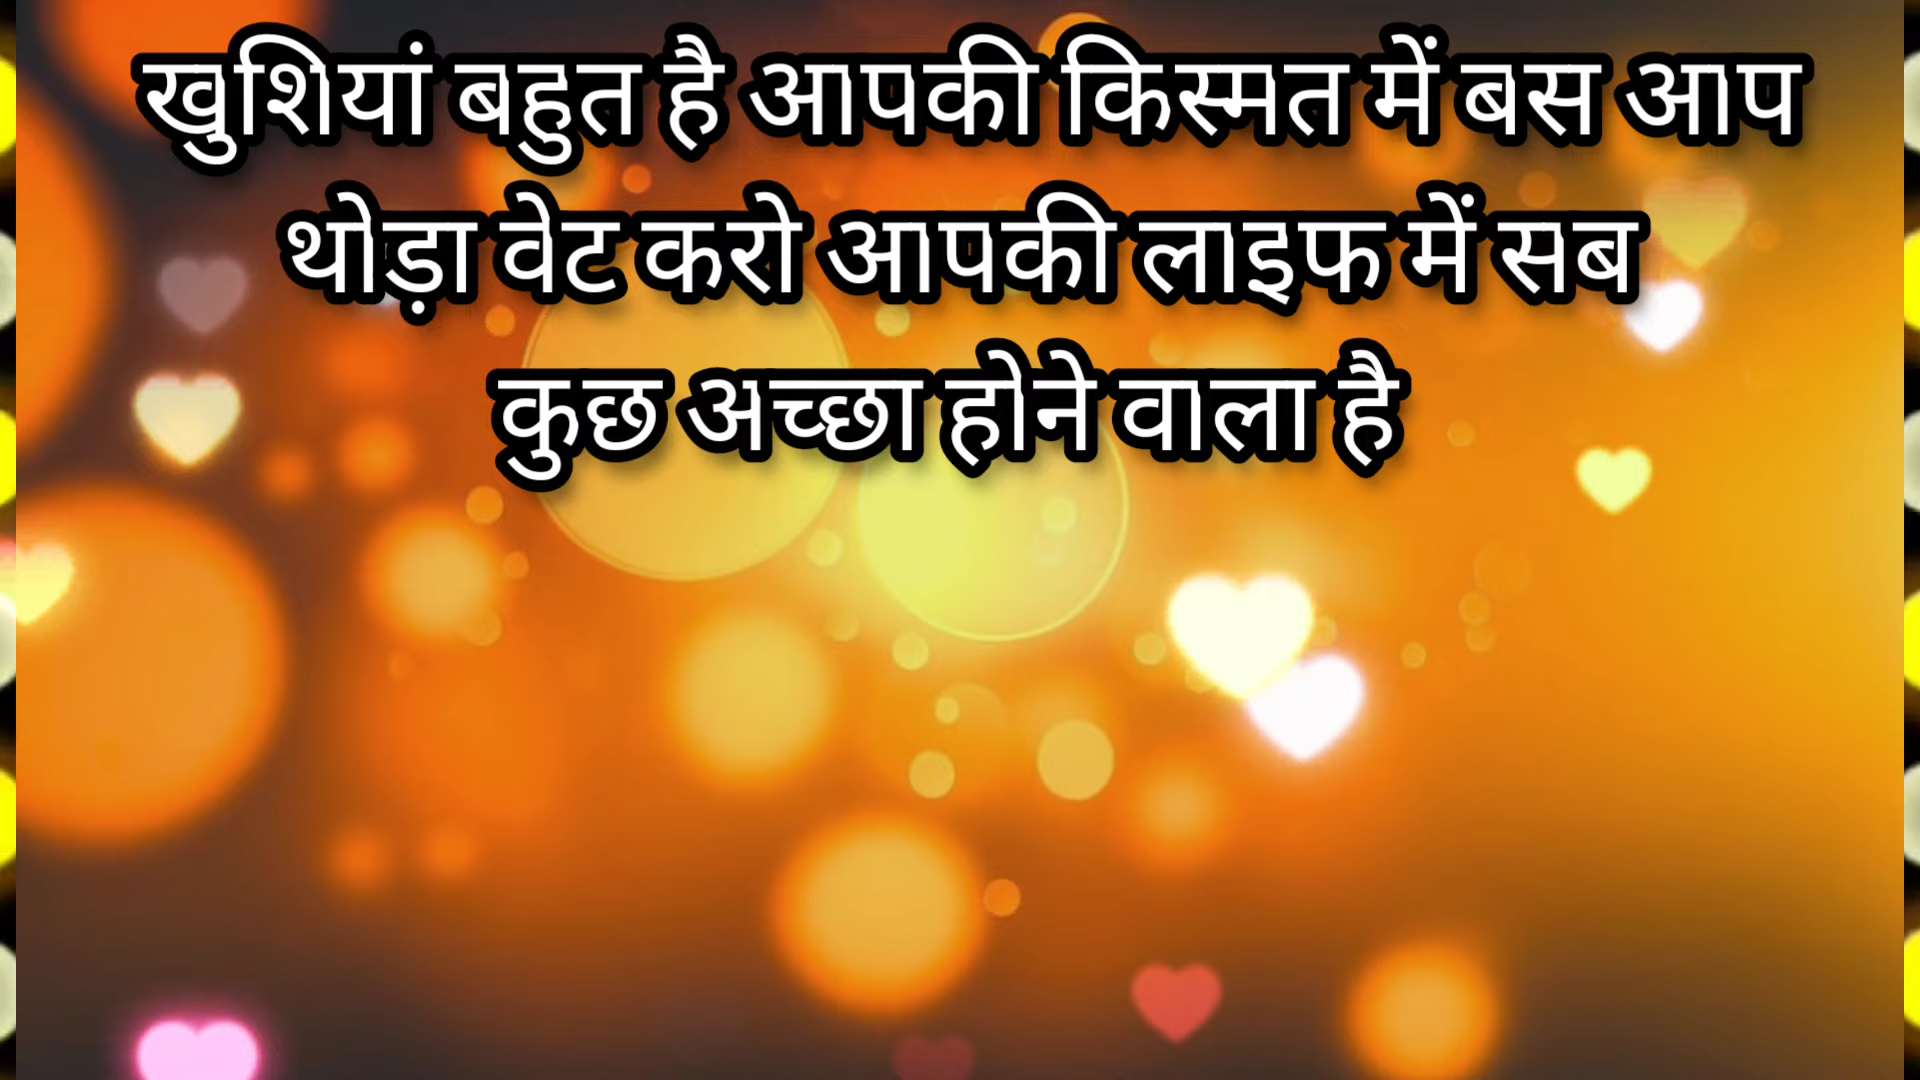 खुशियां बहुत है आपकी किस्मत में बस आप
थोड़ा वेट करो आपकी लाइफ में सब
कुछ अच्छा होने वाला है